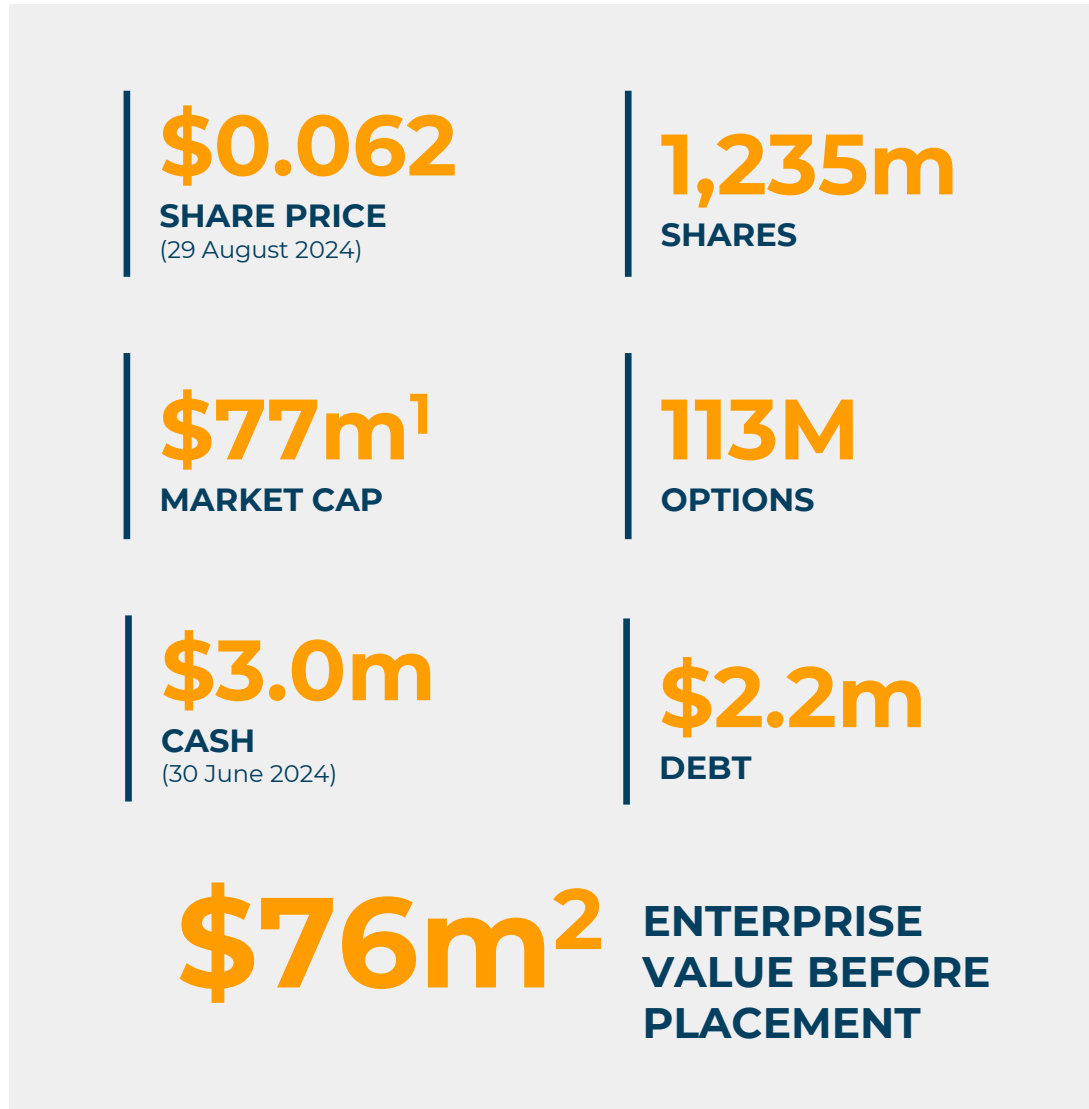 $0.062
SHARE PRICE
(29 August 2024)
1,235m
SHARES
$77m¹
MARKET CAP
113M
OPTIONS
$3.0m
CASH
(30 June 2024)
$2.2m
DEBT
$76m²
ENTERPRISE
VALUE BEFORE
PLACEMENT